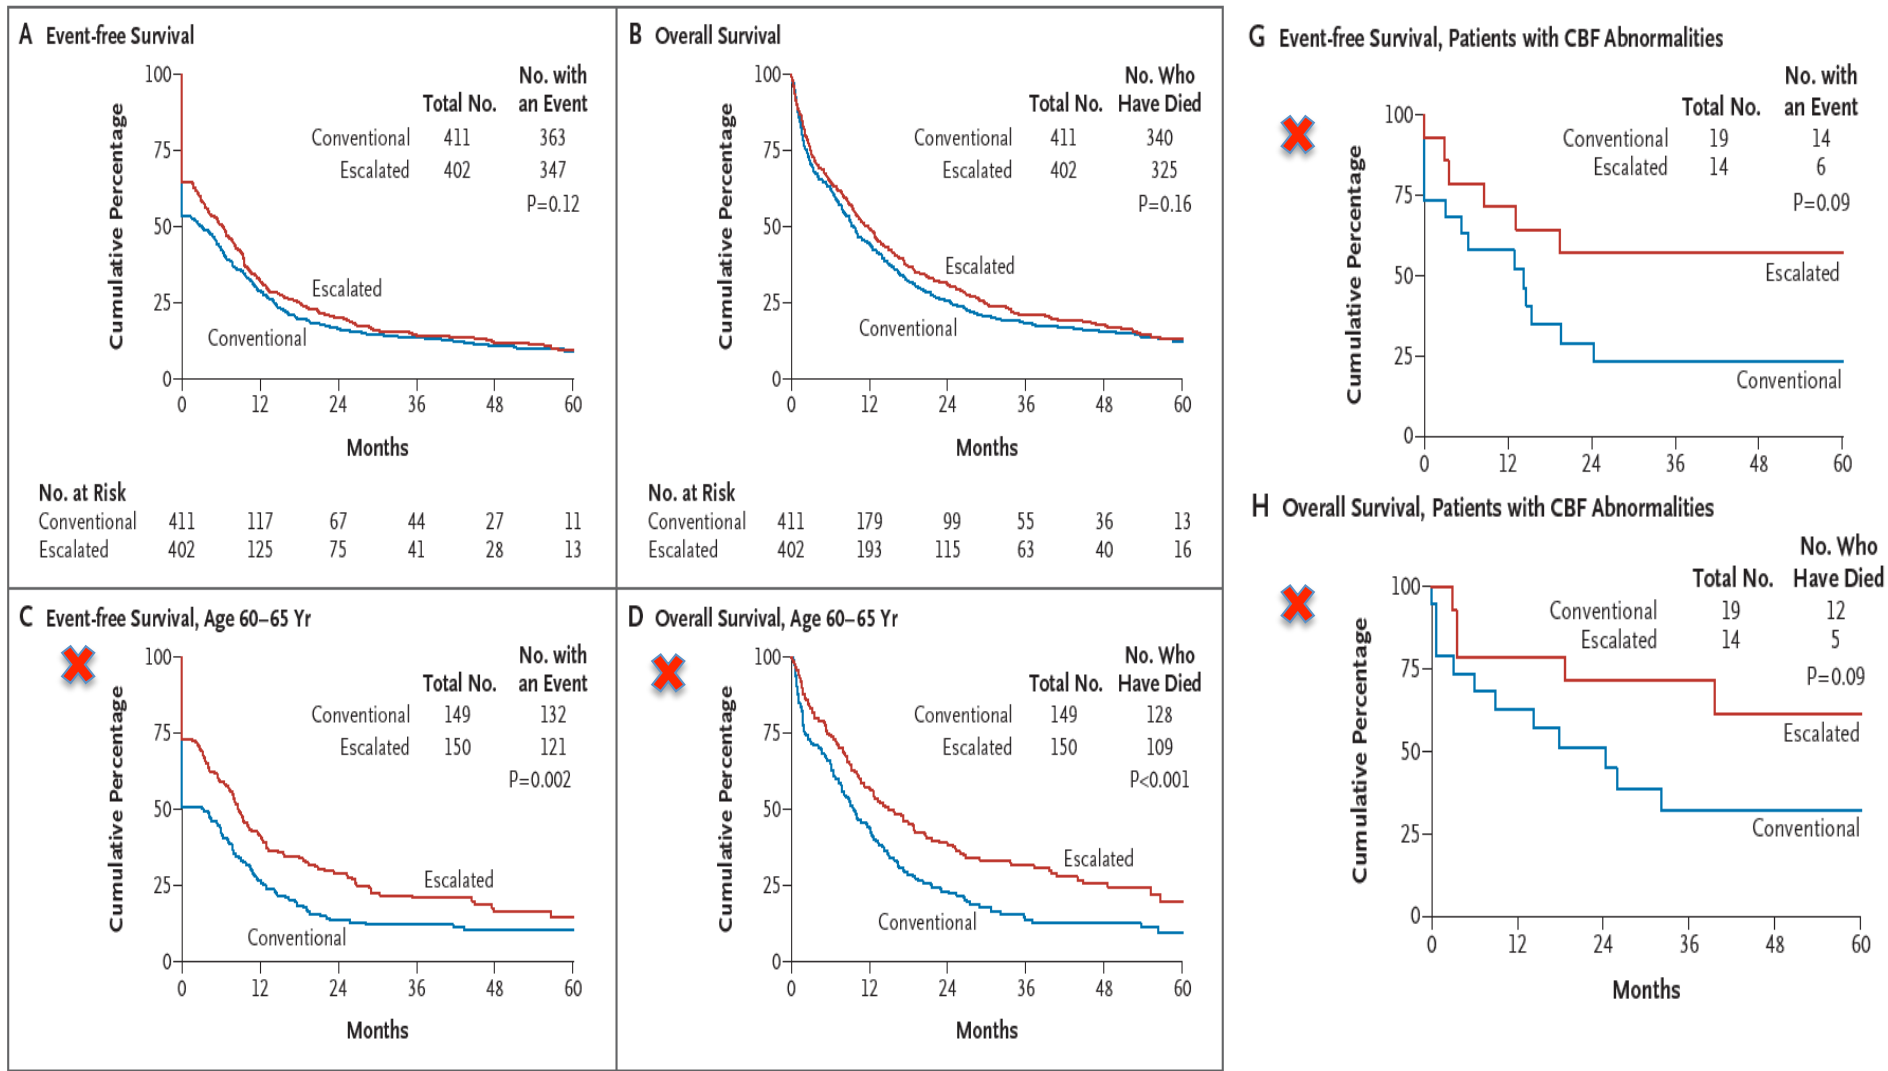 A Event-free Survival
No. with
Total No. an Event
Conventional 411 363
Escalated 402 347
P=0.12
Cumulative Percentage
100
75
50
25
0
Escalated
Conventional
0 12 24 36 48 60
Months
No. at Risk
Conventional 411 117 67 44 27 11
Escalated 402 125 75 41 28 13
B Overall Survival
No. Who
Total No. Have Died
Conventional 411 340
Escalated 402 325
P=0.16
Cumulative Percentage
100
75
50
25
0
Escalated
Conventional
0 12 24 36 48 60
Months
No. at Risk
Conventional 411 179 99 55 36 13
Escalated 402 193 115 63 40 16
C Event-free Survival, Age 60–65 Yr
No. with
Total No. an Event
Conventional 149 132
Escalated 150 121
P=0.002
Cumulative Percentage
100
75
50
25
0
Escalated
Conventional
0 12 24 36 48 60
Months
D Overall Survival, Age 60–65 Yr
No. Who
Total No. Have Died
Conventional 149 128
Escalated 150 109
P<0.001
Cumulative Percentage
100
75
50
25
0
Escalated
Conventional
0 12 24 36 48 60
Months
G Event-free Survival, Patients with CBF Abnormalities
No. with
Total No. an Event
Conventional 19 14
Escalated 14 6
P=0.09
Cumulative Percentage
100
75
50
25
0
Escalated
Conventional
0 12 24 36 48 60
H Overall Survival, Patients with CBF Abnormalities
No. Who
Total No. Have Died
Conventional 19 12
Escalated 14 5
P=0.09
Cumulative Percentage
100
75
50
25
0
Escalated
Conventional
0 12 24 36 48 60
Months